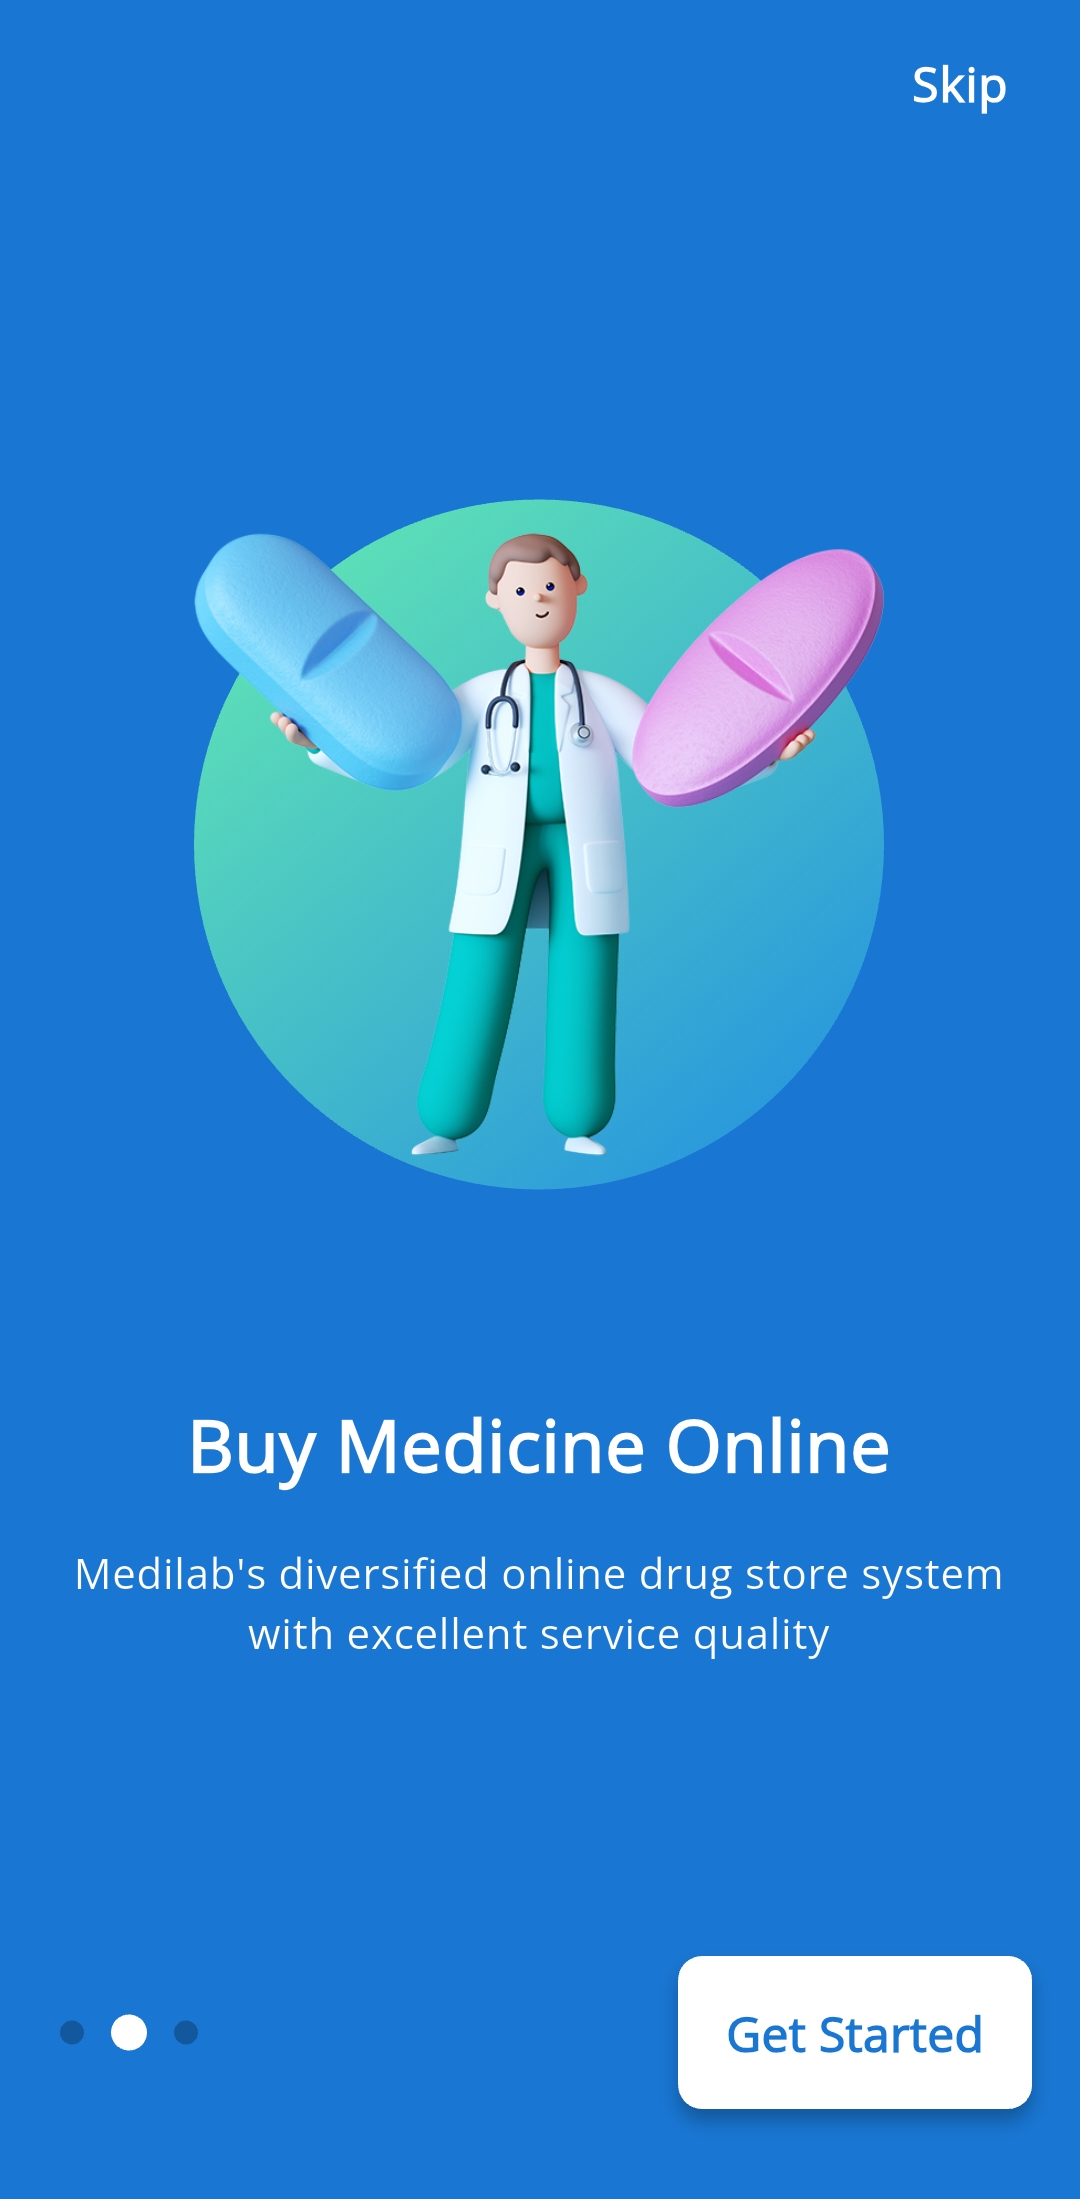 Skip
Buy Medicine Online
Medilab's diversified online drug store system
with excellent service quality
Get Started